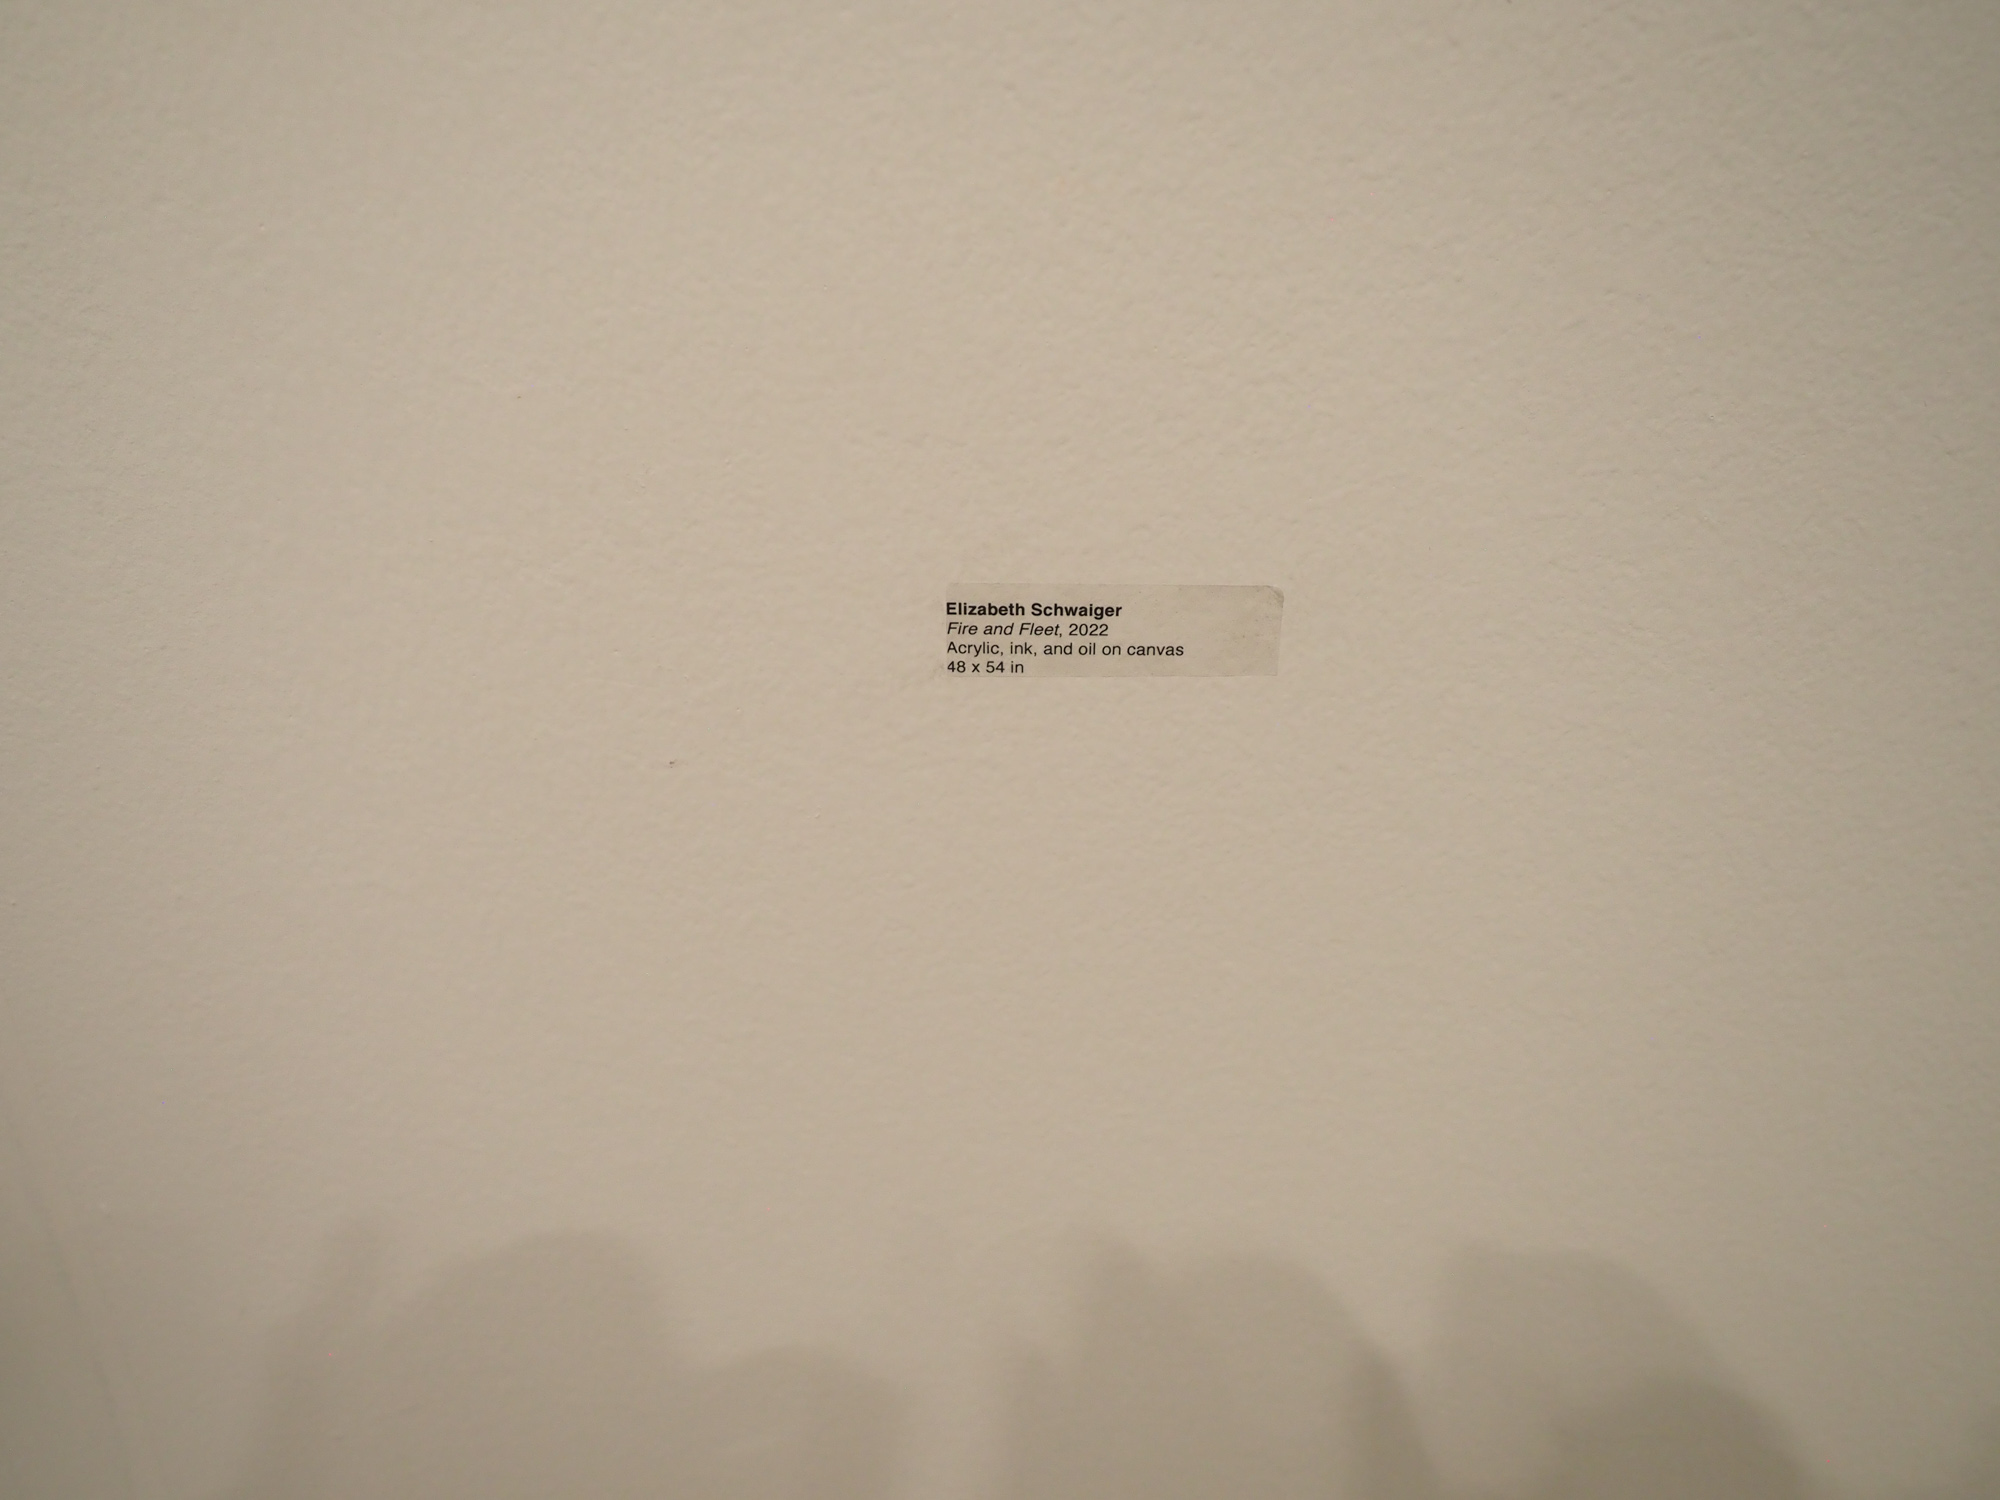 Elizabeth Schwaiger
Fire and Fleet, 2022
Acrylic, ink, and oil on canvas
48 x 54 in